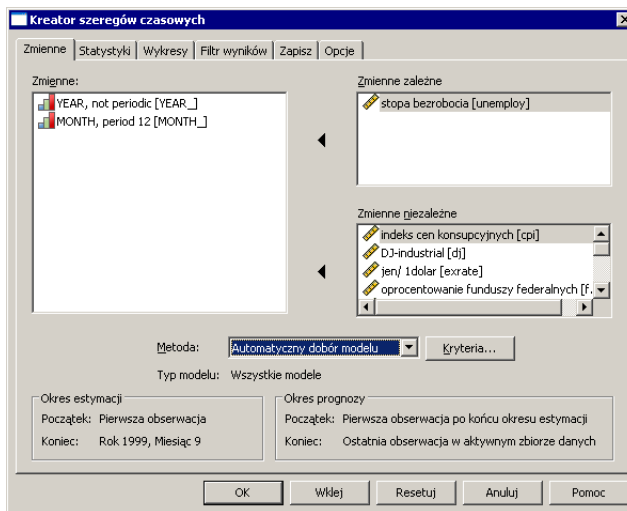 Kreator szeregów czasowych
Zmienne Statystyki Wykresy Filtr wyników Zapisz Opcje
Zmienne:
YEAR, not periodic [YEAR_]
MONTH, period 12 [MONTH_]
Zmienne zależne
stopa bezrobocia [unemploy]
Zmienne niezależne
indeks cen konsupcyjnych [cpi]
DJ-industrial [dj]
jen/ 1dolar [exrate]
oprocentowanie funduszy federalnych [f.
Metoda: Automatyczny dobór modelu Kryteria...
Typ modelu: Wszystkie modele
Okres estymacji
Początek: Pierwsza obserwacja
Koniec: Rok 1999, Miesiąc 9
Okres prognozy
Początek: Pierwsza obserwacja po końcu okresu estymacji
Koniec: Ostatnia obserwacja w aktywnym zbiorze danych
OK Wklej Resetuj Anuluj Pomoc